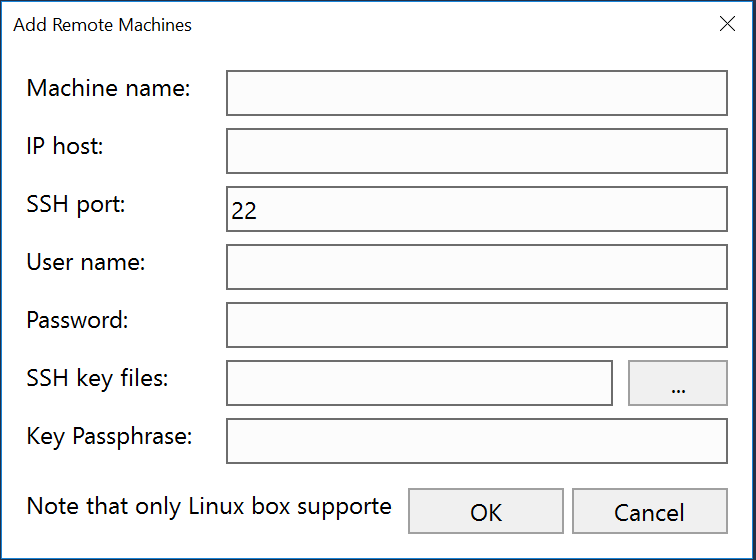 Add Remote Machines
Machine name:
IP host:
SSH port: 22
User name:
Password:
SSH key files: ...
Key Passphrase:
Note that only Linux box supporte OK Cancel